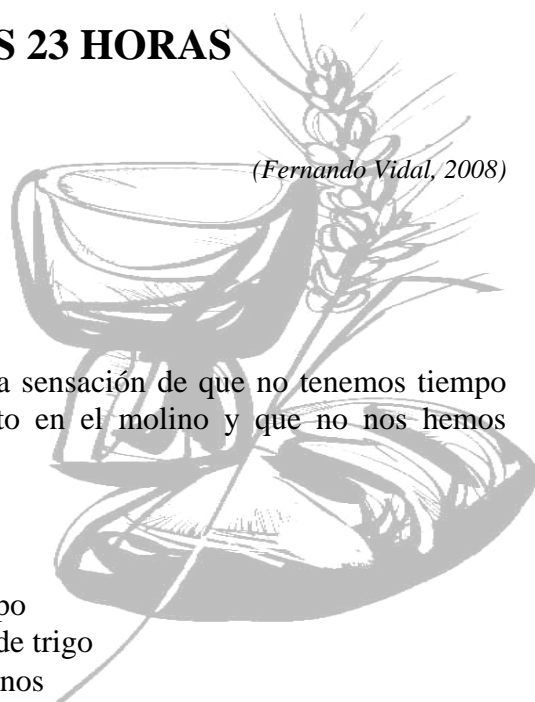 S 23 HORAS
(Fernando Vidal, 2008)
a sensación de que no tenemos tiempo
to en el molino y que no nos hemos
po
de trigo
nos